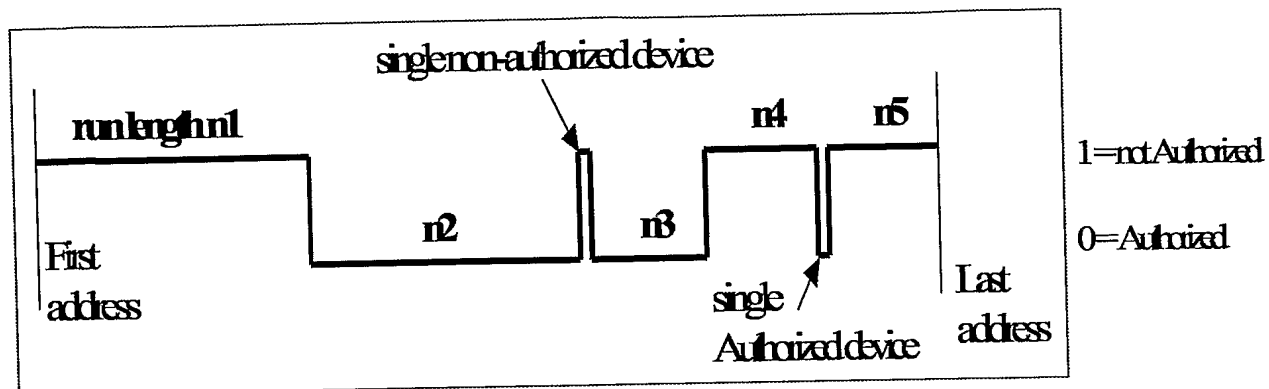 single non-authorized device
run length n1
n4
n5
1=not Authorized
n2
n3
0=Authorized
First
address
single
Authorized device
Last
address